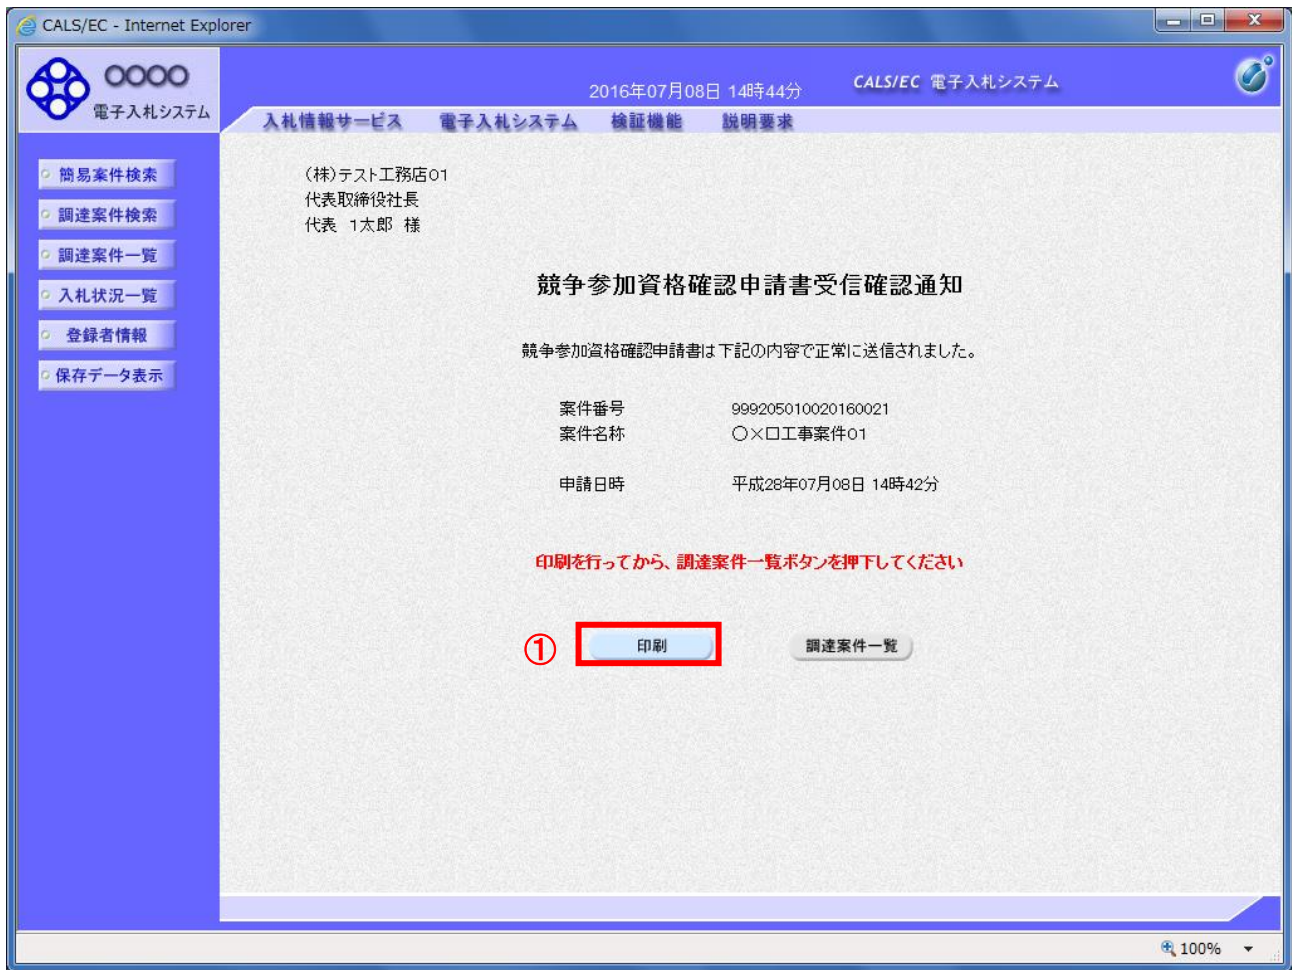 CALS/EC - Internet Explorer
○○○○
電子入札システム
2016年07月08日 14時44分
CALS/EC 電子入札システム
入札情報サービス 電子入札システム 検証機能 説明要求
簡易案件検索
調達案件検索
調達案件一覧
入札状況一覧
登録者情報
保存データ表示
(株)テスト工務店01
代表取締役社長
代表 1太郎 様
競争参加資格確認申請書受信確認通知
競争参加資格確認申請書は下記の内容で正常に送信されました。
案件番号 999205010020160021
案件名称 ○×口工事案件01
申請日時 平成28年07月08日 14時42分
印刷を行ってから、調達案件一覧ボタンを押下してください
① 印刷 調達案件一覧
100%